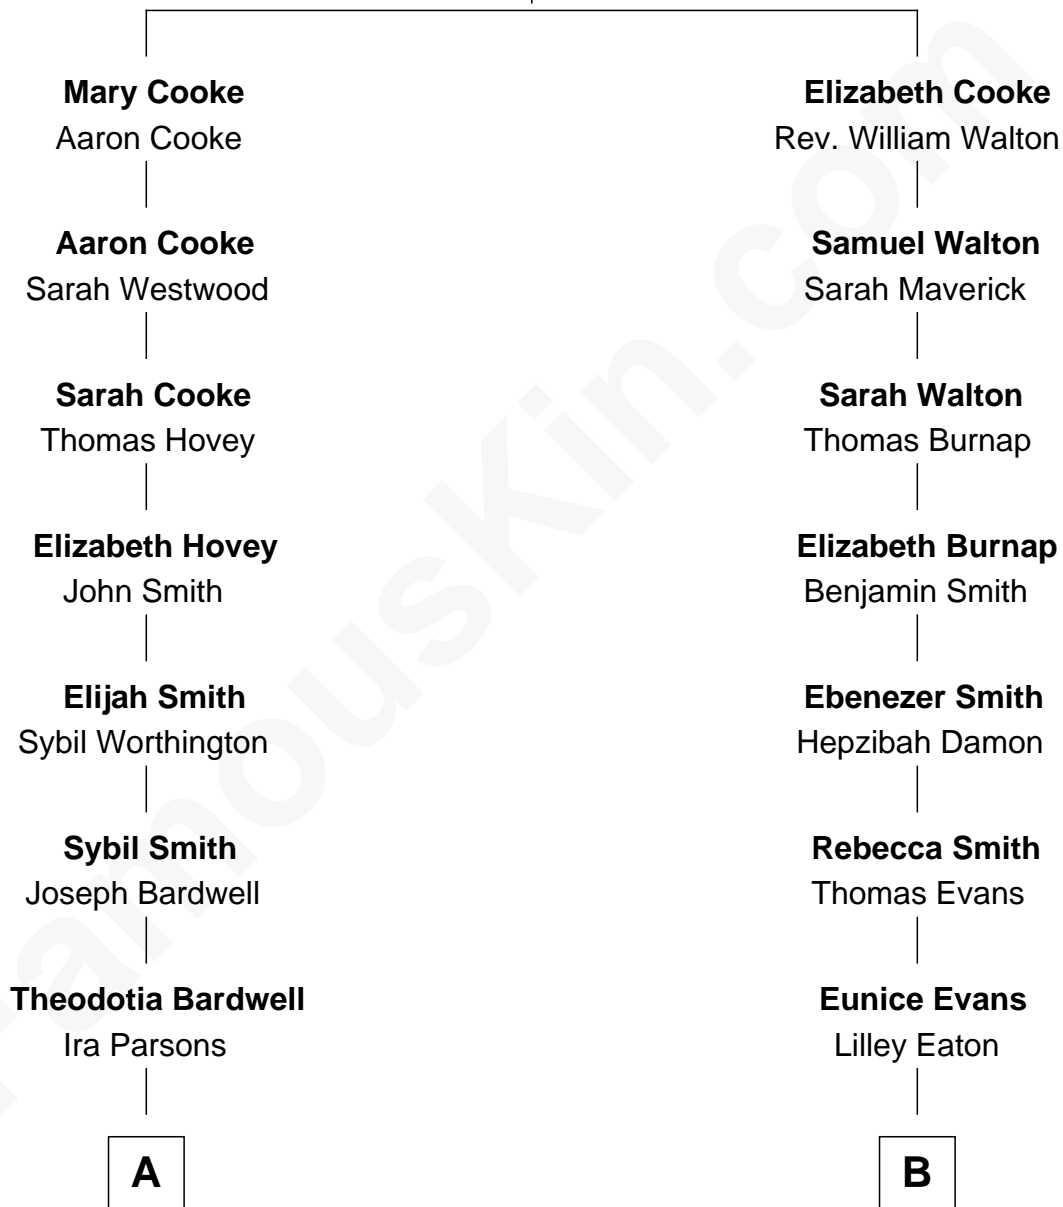 Mary Cooke
Aaron Cooke
Aaron Cooke
Sarah Westwood
Sarah Cooke
Thomas Hovey
Elizabeth Hovey
John Smith
Elijah Smith
Sybil Worthington
Sybil Smith
Joseph Bardwell
Theodotia Bardwell
Ira Parsons
A
Elizabeth Cooke
Rev. William Walton
Samuel Walton
Sarah Maverick
Sarah Walton
Thomas Burnap
Elizabeth Burnap
Benjamin Smith
Ebenezer Smith
Hepzibah Damon
Rebecca Smith
Thomas Evans
Eunice Evans
Lilley Eaton
B
FamousKin.com